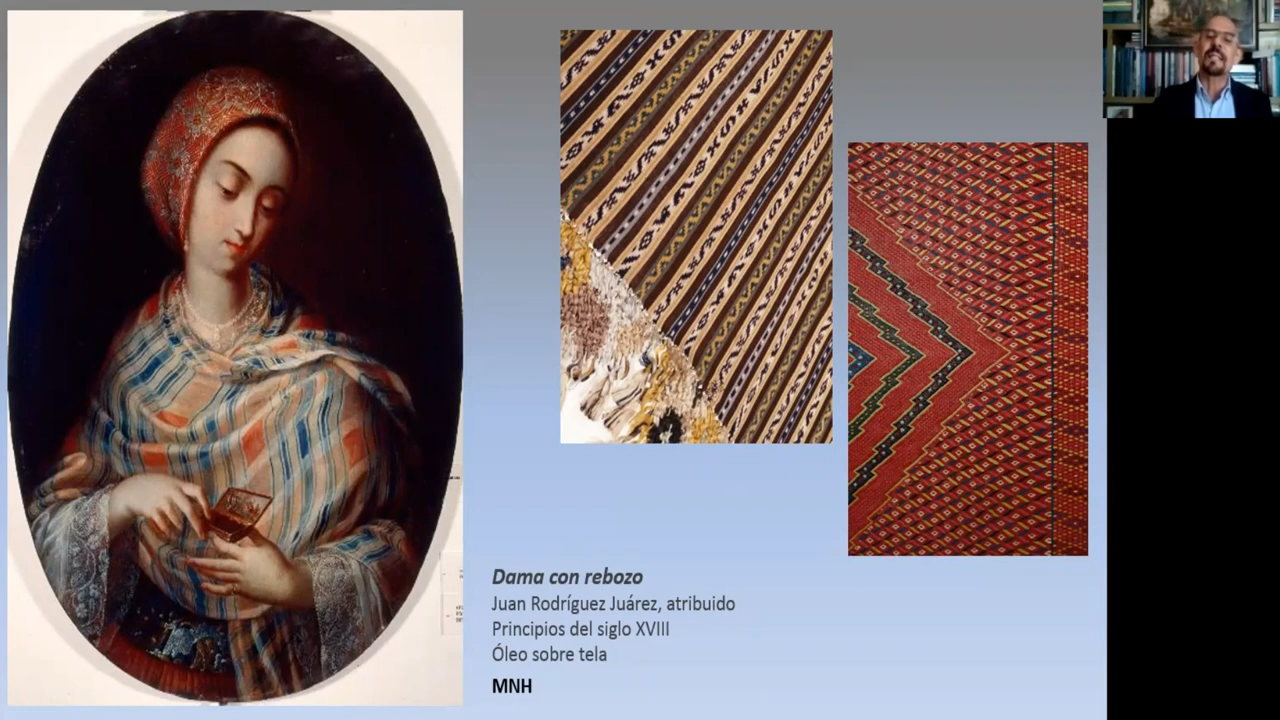 Dama con rebozo
Juan Rodríguez Juárez, atribuido
Principios del siglo XVIII
Óleo sobre tela
MNH